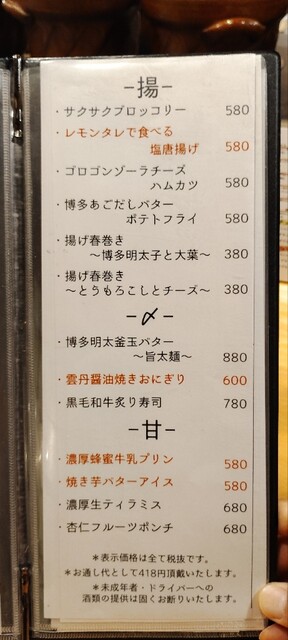 -揚-
・サクサクブロッコリー 580
・レモンタレで食べる
塩唐揚げ 580
・ゴロゴンゾーラチーズ
ハムカツ 580
・博多あごだしバター
ポテトフライ 580
・揚げ春巻き
～博多明太子と大葉～ 380
・揚げ春巻き
～とうもろこしとチーズ～ 380
-〆-
・博多明太釜玉バター
～旨太麺～ 880
・雲丹醤油焼きおにぎり 600
・黒毛和牛炙り寿司 780
-甘-
・濃厚蜂蜜牛乳プリン 580
・焼き芋バターアイス 580
・濃厚生ティラミス 680
・杏仁フルーツポンチ 680
＊表示価格は全て税抜です。
＊お通し代として418円頂戴いたします。
＊未成年者・ドライバーへの
酒類の提供は固くお断りいたします。